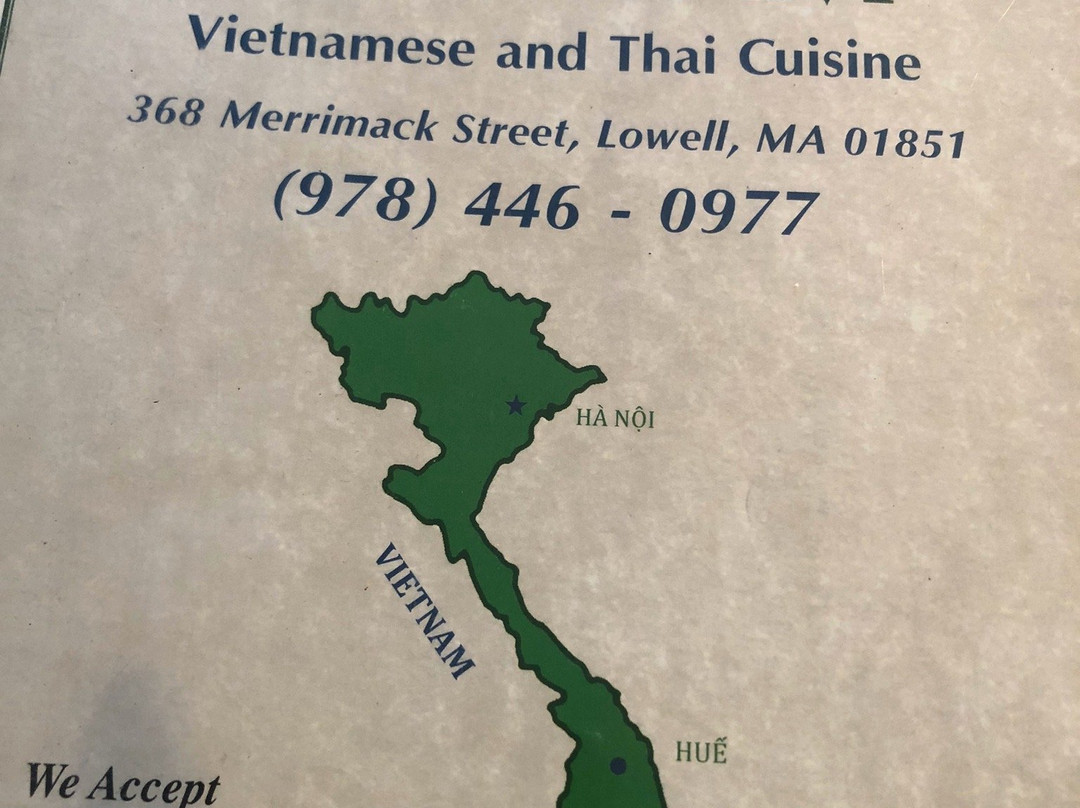 Vietnamese and Thai Cuisine
368 Merrimack Street, Lowell, MA 01851
(978) 446 - 0977
HÀ NỘI
VIETNAM
HUẾ
We Accept